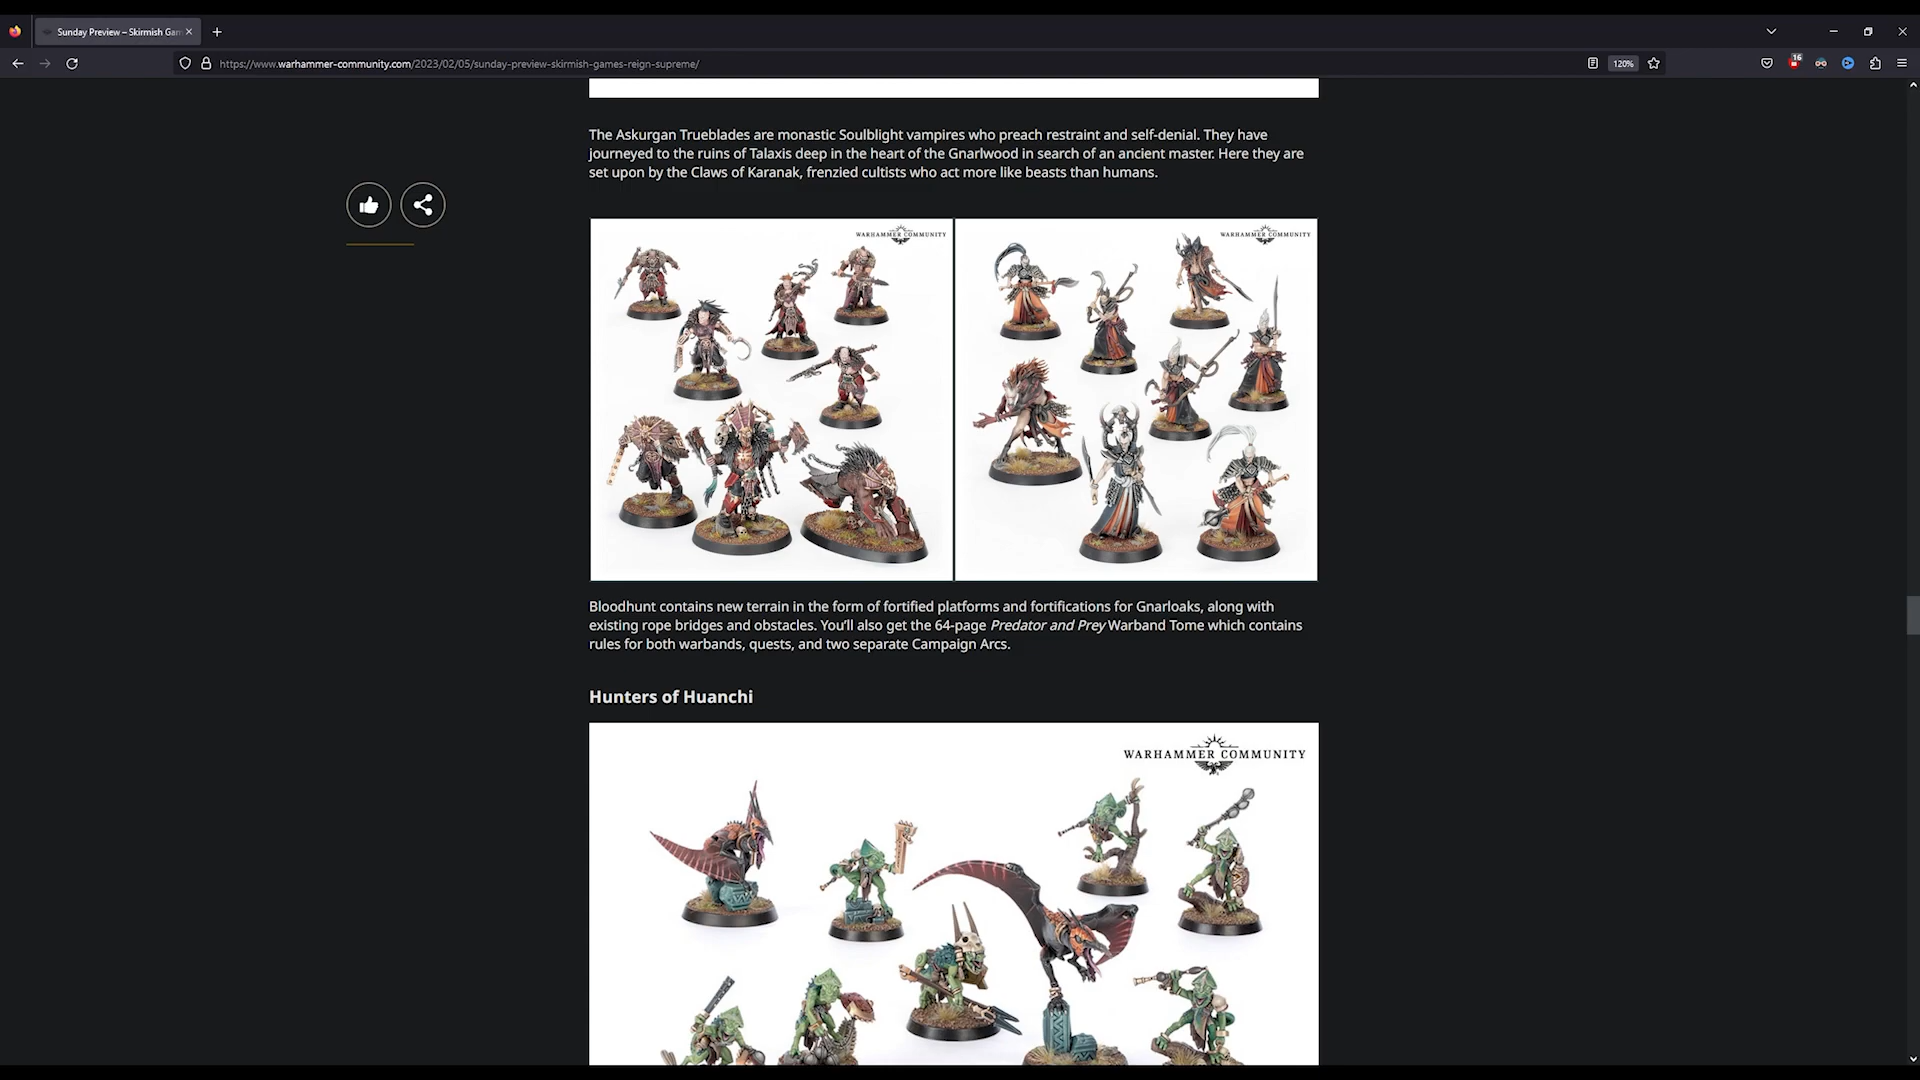 Sunday Preview – Skirmish Gam
https://www.warhammer-community.com/2023/02/05/sunday-preview-skirmish-games-reign-supreme/
120%
16
The Askurgan Trueblades are monastic Soulblight vampires who preach restraint and self-denial. They have
journeyed to the ruins of Talaxis deep in the heart of the Gnarlwood in search of an ancient master. Here they are
set upon by the Claws of Karanak, frenzied cultists who act more like beasts than humans.
WARHAMMER COMMUNITY
WARHAMMER COMMUNITY
Bloodhunt contains new terrain in the form of fortified platforms and fortifications for Gnarloaks, along with
existing rope bridges and obstacles. You’ll also get the 64-page Predator and Prey Warband Tome which contains
rules for both warbands, quests, and two separate Campaign Arcs.
Hunters of Huanchi
WARHAMMER COMMUNITY